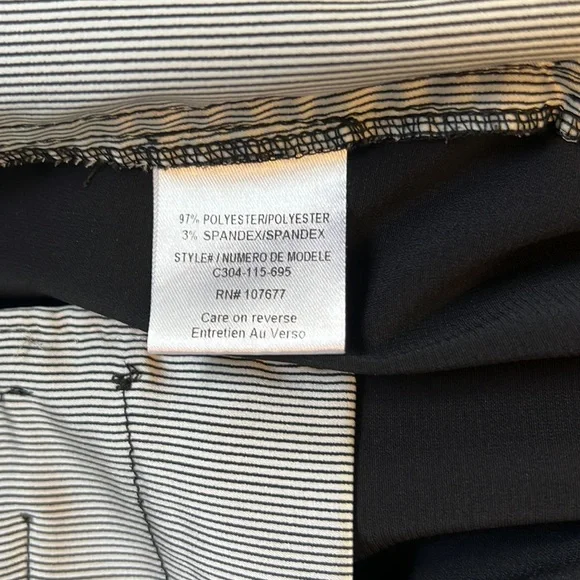 97% POLYESTER/POLYESTER
3% SPANDEX/SPANDEX
STYLE# / NUMERO DE MODELE
C304-115-695
RN# 107677
Care on reverse
Entretien Au Verso